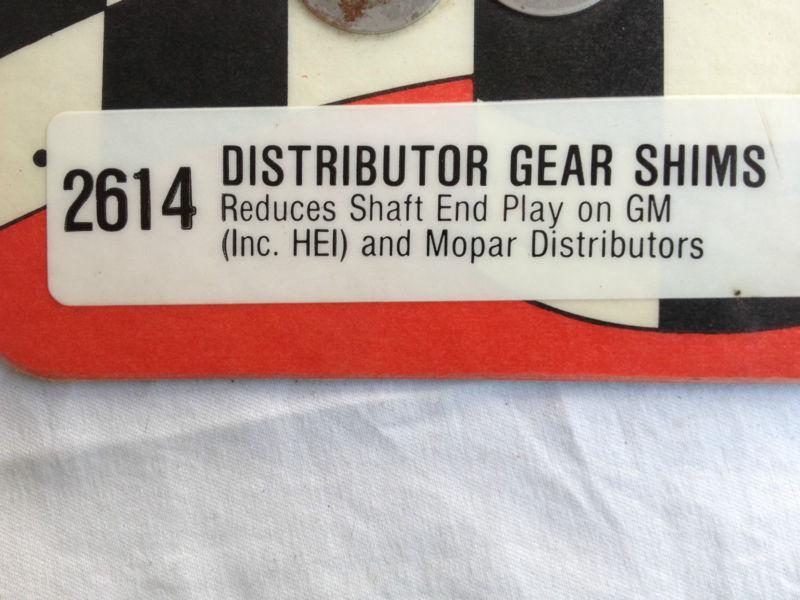 2614
DISTRIBUTOR GEAR SHIMS
Reduces Shaft End Play on GM
(Inc. HEI) and Mopar Distributors